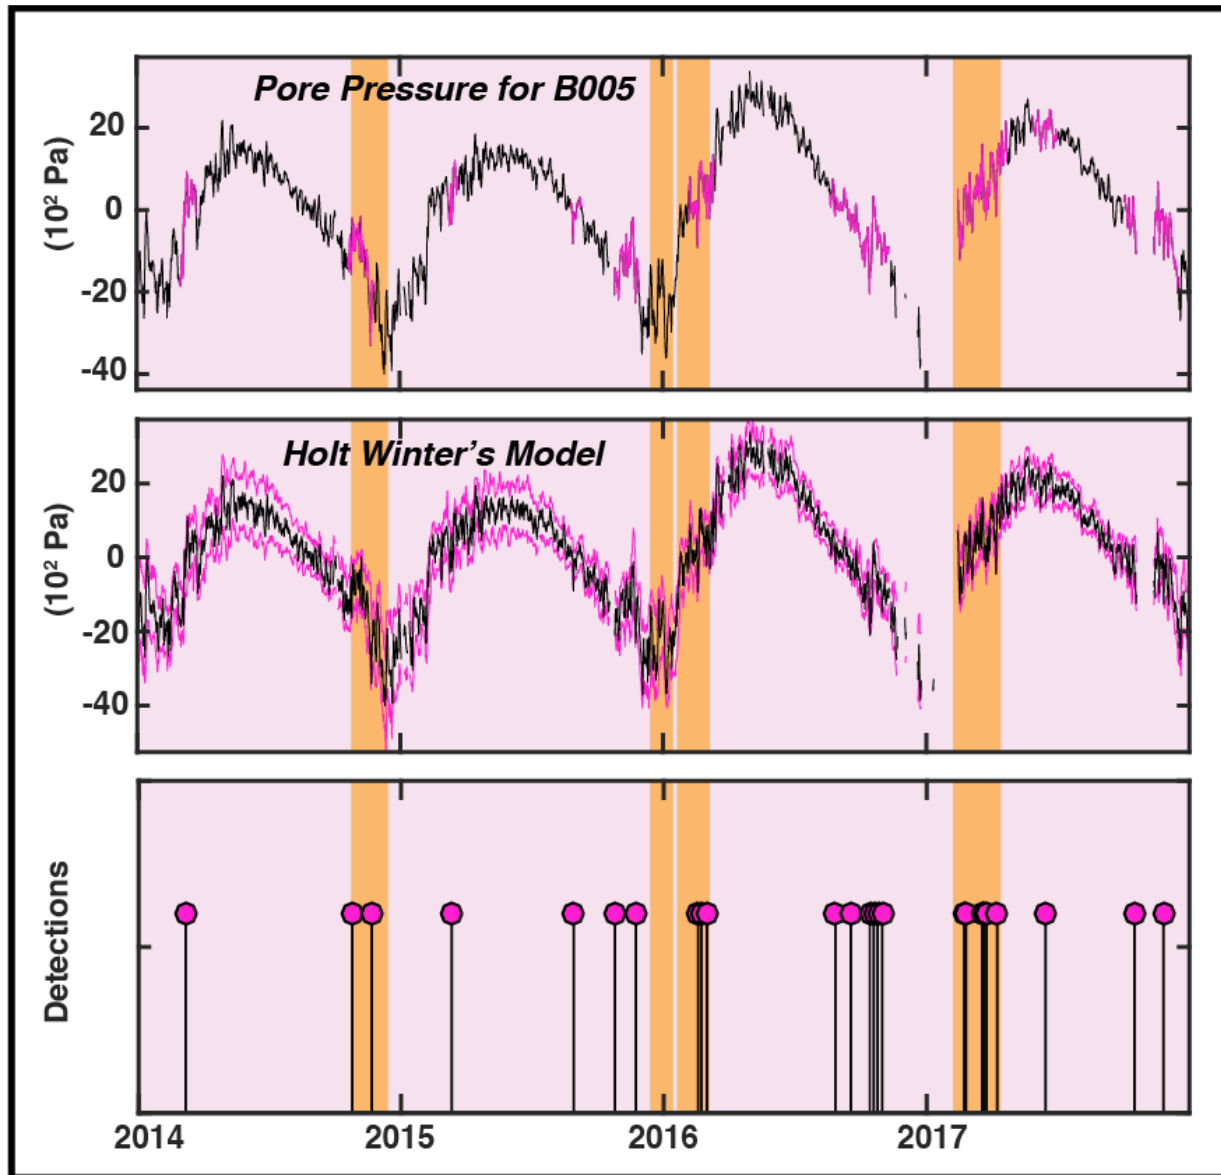 Pore Pressure for B005
(10² Pa)
20
0
-20
-40
Holt Winter's Model
(10² Pa)
20
0
-20
-40
Detections
2014 2015 2016 2017